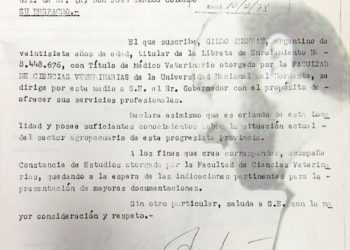 SU DESPACHO.
El que suscribe, GILDO INSFRAN, argentino de
veintisiete años de edad, titular de la Libreta de Enrolamiento Nº
8.448.676, con Título de Médico Veterinario otorgado por la FACULTAD
DE CIENCIAS VETERINARIAS de la Universidad Nacional del Nordeste, se
dirige por este medio a S.E. el Sr. Gobernador con el propósito de
ofrecer sus servicios profesionales.
Declara asimismo que es oriundo de esta Loca
lidad y posee suficientes conocimientos sobre la situación actual
del sector agropecuario de esta progresista Provincia.
A los fines que crea corresponder, acompaña
Constancia de Estudios otorgado por la Facultad de Ciencias Veterina
rias, quedando a la espera de las indicaciones pertinentes para la
presentación de mayores documentaciones.
Sin otro particular, saluda a S.E. con la ma
yor consideración y respeto.-